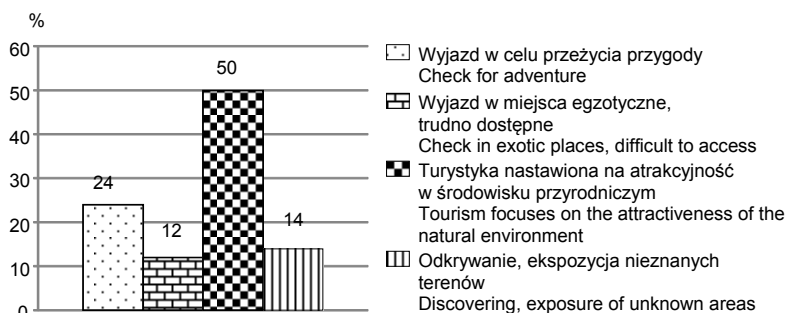 %
60
50
40
30
20
10
0
24
12
50
14
Wyjazd w celu przeżycia przygody
Check for adventure
Wyjazd w miejsca egzotyczne,
trudno dostępne
Check in exotic places, difficult to access
Turystyka nastawiona na atrakcyjność
w środowisku przyrodniczym
Tourism focuses on the attractiveness of the
natural environment
Odkrywanie, ekspozycja nieznanych
terenów
Discovering, exposure of unknown areas